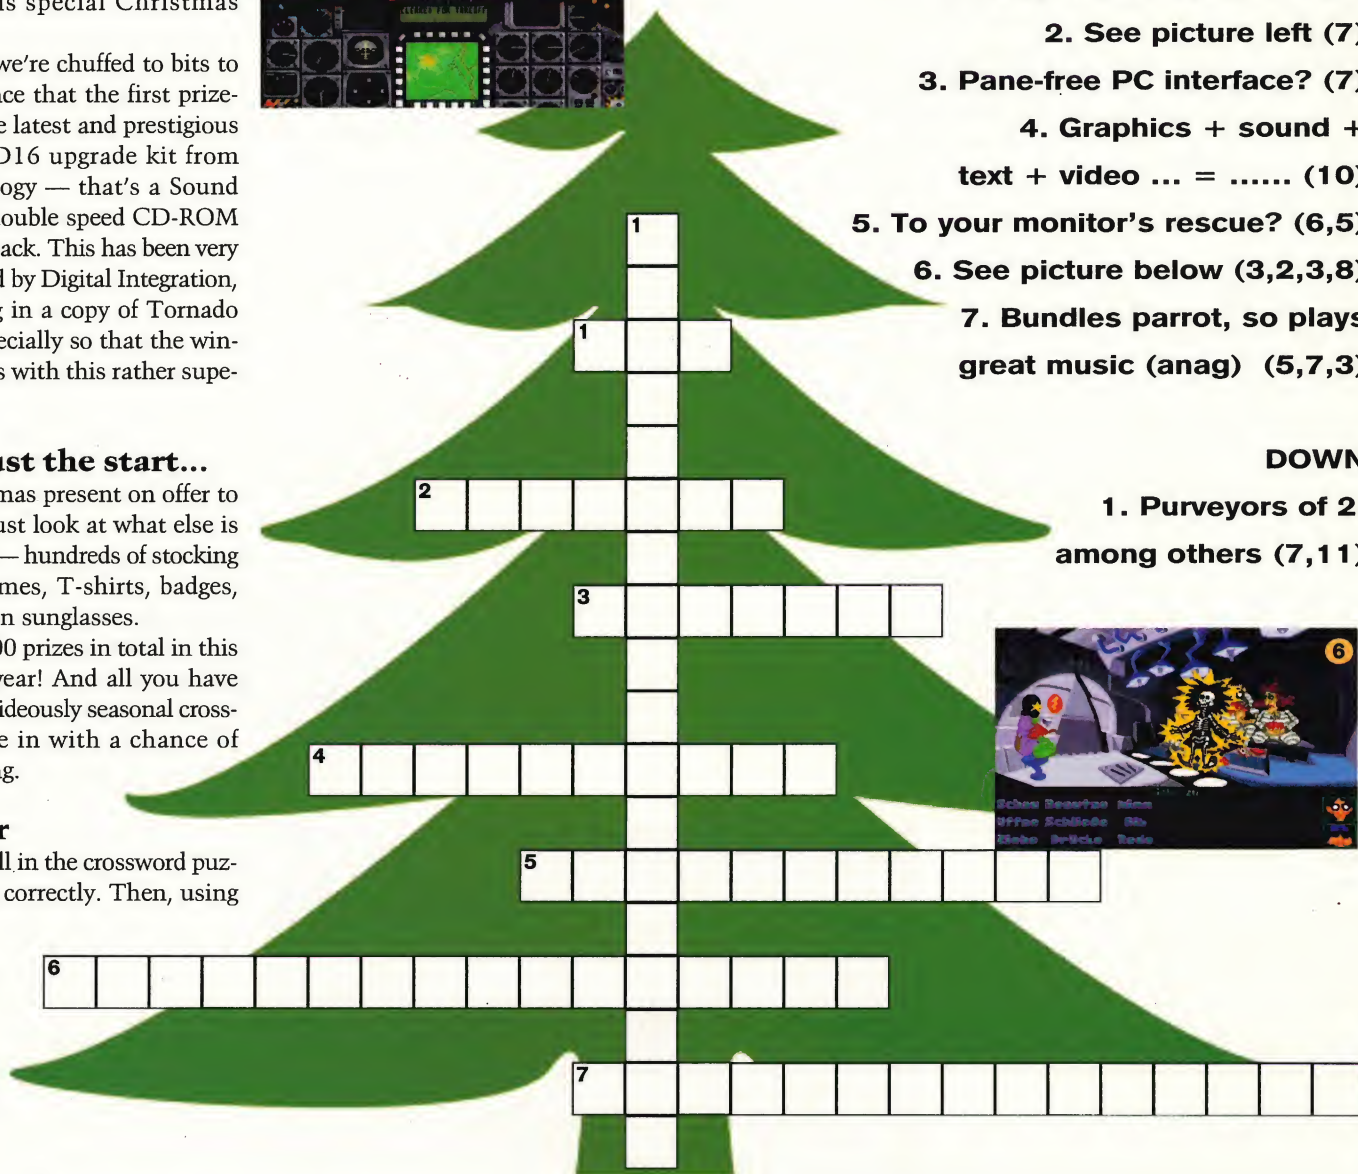 is special Christmas
we're chuffed to bits to
nce that the first prize-
e latest and prestigious
D16 upgrade kit from
ogy — that's a Sound
ouble speed CD-ROM
ack. This has been very
d by Digital Integration,
g in a copy of Tornado
ecially so that the win-
s with this rather supe-
ust the start...
mas present on offer to
ust look at what else is
— hundreds of stocking
mes, T-shirts, badges,
n sunglasses.
00 prizes in total in this
year! And all you have
ideously seasonal cross-
e in with a chance of
g.
r
ll in the crossword puz-
correctly. Then, using
CLEARED FOR TAKEOFF
2. See picture left (7)
3. Pane-free PC interface? (7)
4. Graphics + sound +
text + video ... = ...... (10)
5. To your monitor's rescue? (6,5)
6. See picture below (3,2,3,8)
7. Bundles parrot, so plays
great music (anag) (5,7,3)
DOWN
1. Purveyors of 2
among others (7,11)
6
1
1
2
3
4
5
6
7